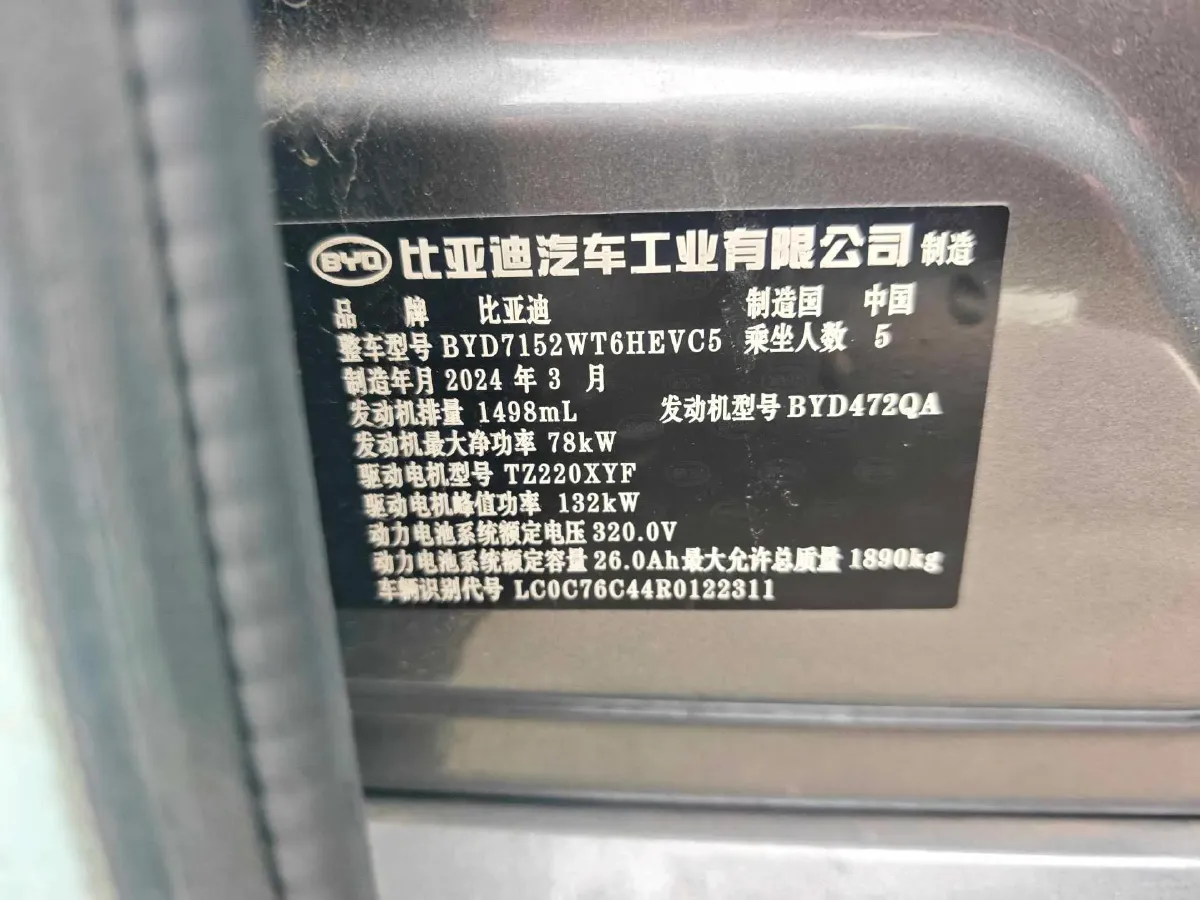 BYD 比亚迪汽车工业有限公司 制造
品 牌 比亚迪 制造国 中国
整车型号 BYD7152WT6HEVC5 乘坐人数 5
制造年月 2024 年 3 月
发动机排量 1498mL 发动机型号 BYD472QA
发动机最大净功率 78kW
驱动电机型号 TZ220XYF
驱动电机峰值功率 132kW
动力电池系统额定电压 320.0V
动力电池系统额定容量 26.0Ah 最大允许总质量 1890kg
车辆识别代号 LC0C76C44R0122311